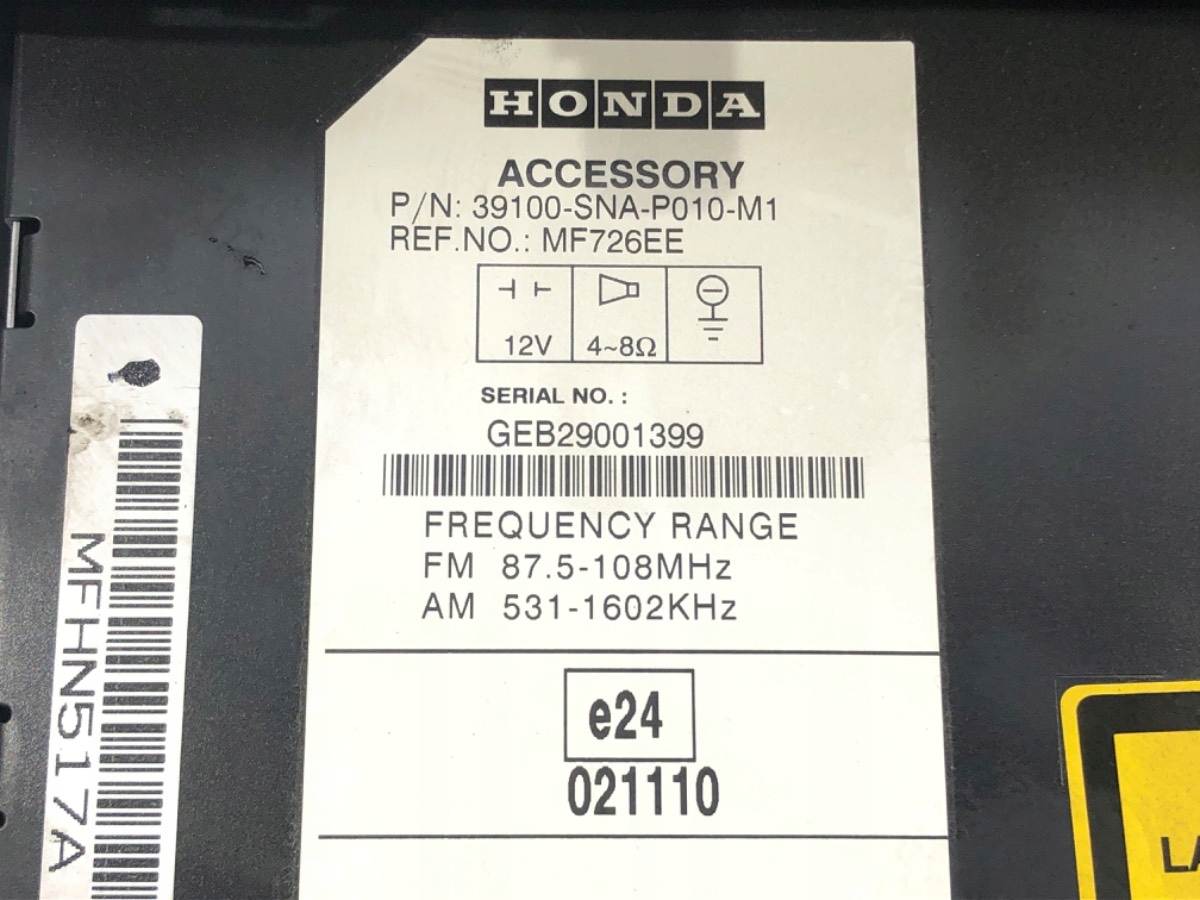 HONDA
ACCESSORY
P/N: 39100-SNA-P010-M1
REF.NO.: MF726EE
12V
4~8Ω
SERIAL NO. :
GEB29001399
FREQUENCY RANGE
FM 87.5-108MHz
AM 531-1602KHz
e24
021110
MFHN517A
LA